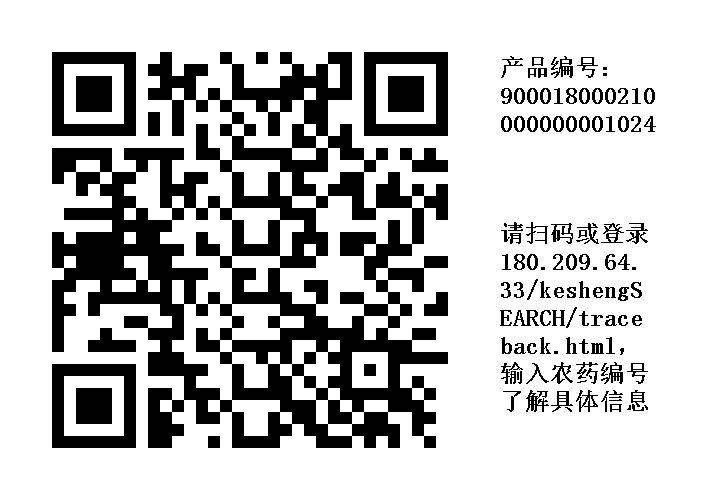 产品编号：
900018000210
000000001024
请扫码或登录
180.209.64.
33/keshengS
EARCH/trace
back.html，
输入农药编号
了解具体信息